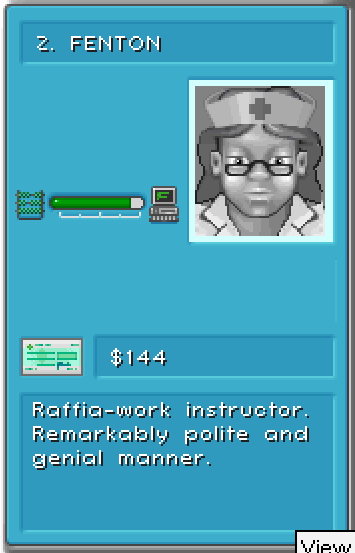 Z. FENTON
$144
Raffia-work instructor.
Remarkably polite and
genial manner.
View